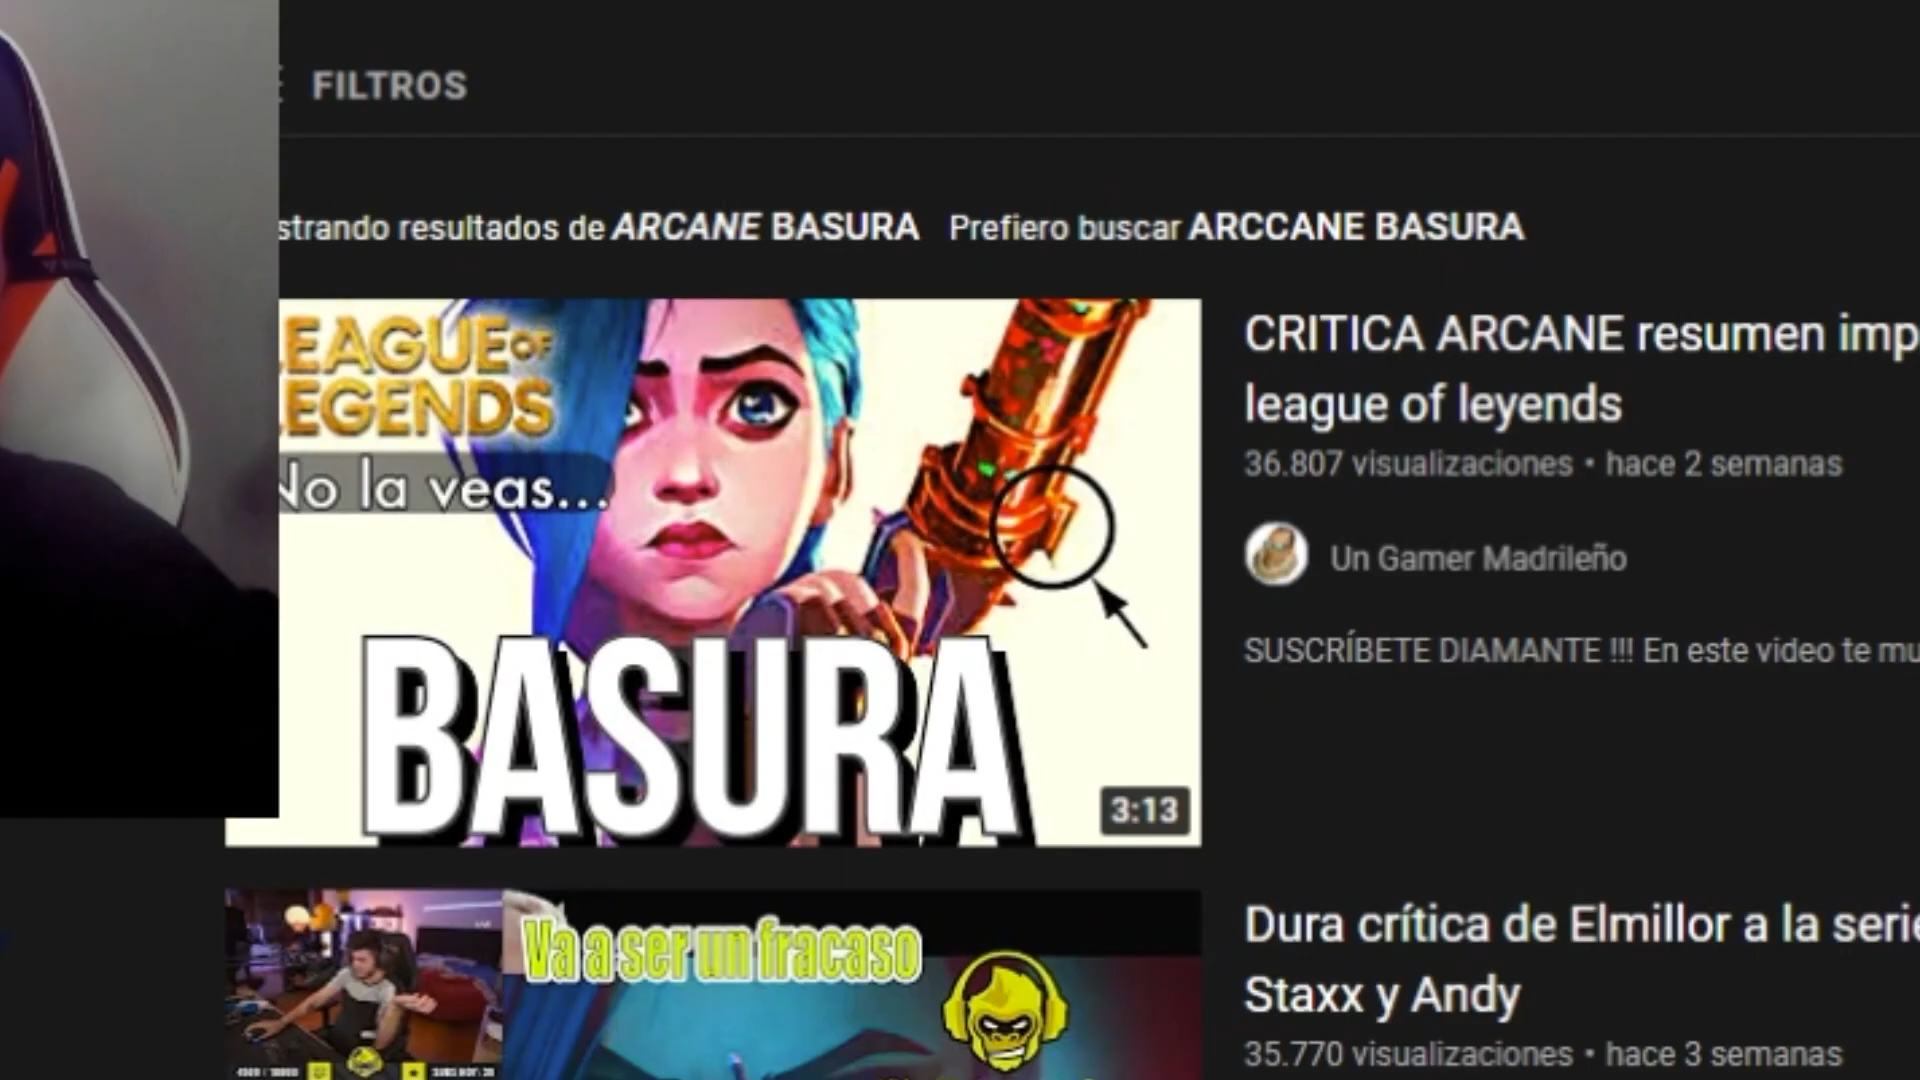 FILTROS
strando resultados de ARCANE BASURA Prefiero buscar ARCCANE BASURA
LEAGUE OF
LEGENDS
No la veas...
BASURA
3:13
CRITICA ARCANE resumen imp
league of leyends
36.807 visualizaciones • hace 2 semanas
Un Gamer Madrileño
SUSCRÍBETE DIAMANTE !!! En este video te mu
Va a ser un fracaso
Dura crítica de Elmillor a la serie
Staxx y Andy
35.770 visualizaciones • hace 3 semanas